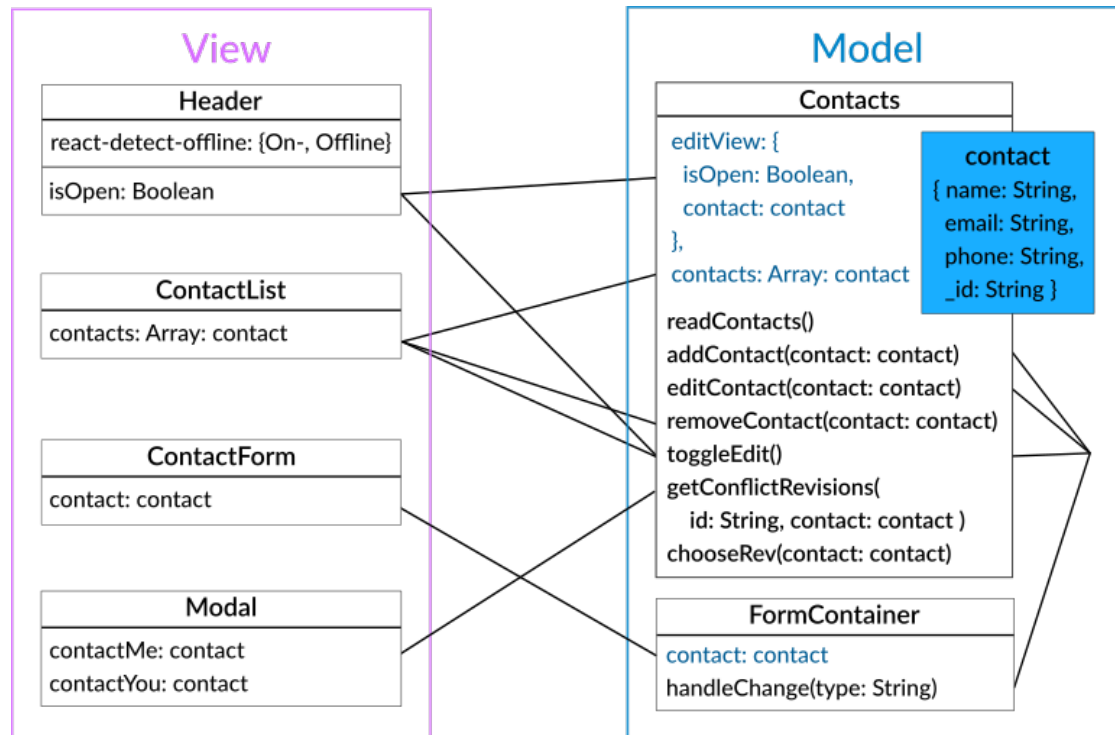 View
Header
react-detect-offline: {On-, Offline}
isOpen: Boolean
ContactList
contacts: Array: contact
ContactForm
contact: contact
Modal
contactMe: contact
contactYou: contact
Model
Contacts
editView: {
isOpen: Boolean,
contact: contact
},
contacts: Array: contact
readContacts()
addContact(contact: contact)
editContact(contact: contact)
removeContact(contact: contact)
toggleEdit()
getConflictRevisions(
id: String, contact: contact )
chooseRev(contact: contact)
contact
{ name: String,
email: String,
phone: String,
_id: String }
FormContainer
contact: contact
handleChange(type: String)